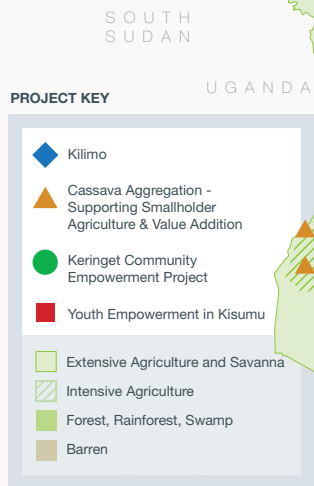 SOUTH
SUDAN
UGANDA
PROJECT KEY
Kilimo
Cassava Aggregation -
Supporting Smallholder
Agriculture & Value Addition
Keringet Community
Empowerment Project
Youth Empowerment in Kisumu
Extensive Agriculture and Savanna
Intensive Agriculture
Forest, Rainforest, Swamp
Barren